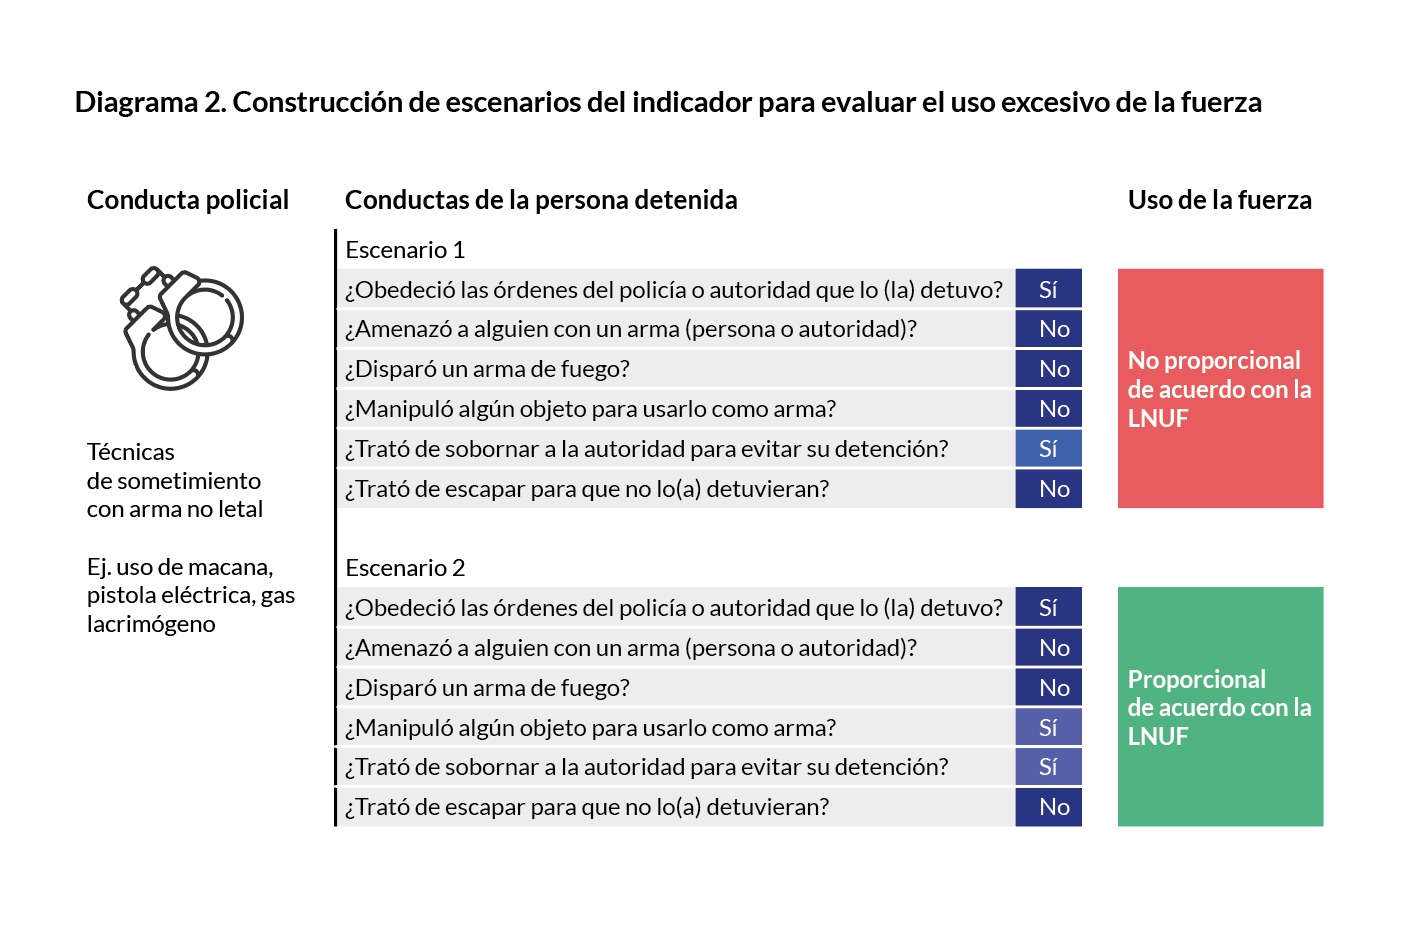 Diagrama 2. Construcción de escenarios del indicador para evaluar el uso excesivo de la fuerza
Conducta policial
Técnicas
de sometimiento
con arma no letal
Ej. uso de macana,
pistola eléctrica, gas
lacrimógeno
Conductas de la persona detenida
Escenario 1
¿Obedeció las órdenes del policía o autoridad que lo (la) detuvo? Sí
¿Amenazó a alguien con un arma (persona o autoridad)? No
¿Disparó un arma de fuego? No
¿Manipuló algún objeto para usarlo como arma? No
¿Trató de sobornar a la autoridad para evitar su detención? Sí
¿Trató de escapar para que no lo(a) detuvieran? No
Escenario 2
¿Obedeció las órdenes del policía o autoridad que lo (la) detuvo? Sí
¿Amenazó a alguien con un arma (persona o autoridad)? No
¿Disparó un arma de fuego? No
¿Manipuló algún objeto para usarlo como arma? Sí
¿Trató de sobornar a la autoridad para evitar su detención? Sí
¿Trató de escapar para que no lo(a) detuvieran? No
Uso de la fuerza
No proporcional
de acuerdo con la
LNUF
Proporcional
de acuerdo con la
LNUF